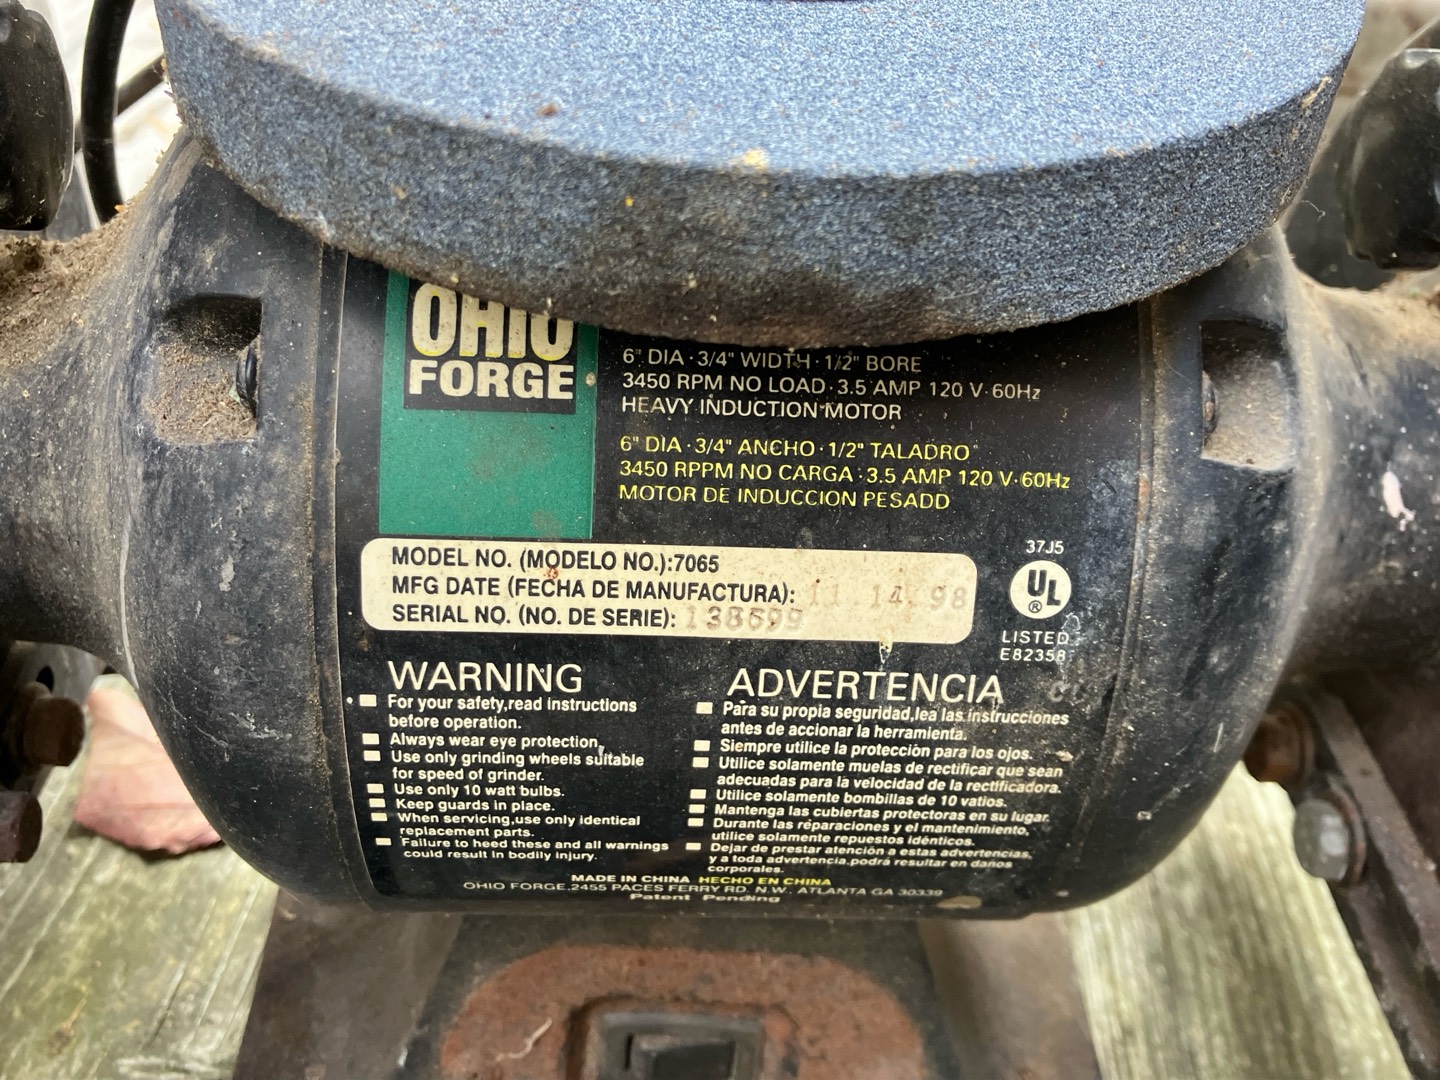 OHIO
FORGE
6" DIA · 3/4" WIDTH · 1/2" BORE
3450 RPM NO LOAD · 3.5 AMP 120 V · 60Hz
HEAVY INDUCTION MOTOR
6" DIA · 3/4" ANCHO · 1/2" TALADRO
3450 RPPM NO CARGA · 3.5 AMP 120 V · 60Hz
MOTOR DE INDUCCION PESADD
MODEL NO. (MODELO NO.):7065
MFG DATE (FECHA DE MANUFACTURA): 11 14. 98
SERIAL NO. (NO. DE SERIE):
37J5
UL
®
LISTED
E82358
WARNING
For your safety,read instructions
before operation.
Always wear eye protection.
Use only grinding wheels suitable
for speed of grinder.
Use only 10 watt bulbs.
Keep guards in place.
When servicing,use only identical
replacement parts.
Failure to heed these and all warnings
could result in bodily injury.
ADVERTENCIA
Para su propia seguridad,lea las instrucciones
antes de accionar la herramienta.
Siempre utilice la protección para los ojos.
Utilice solamente muelas de rectificar que sean
adecuadas para la velocidad de la rectificadora.
Utilice solamente bombillas de 10 vatios.
Mantenga las cubiertas protectoras en su lugar.
Durante las réparaciones y el mantenimiento,
utilice solamente repuestos idénticos.
Dejar de prestar atención a estas advertencias,
y a toda advertencia,podrá resultar en daños
corporales.
MADE IN CHINA HECHO EN CHINA
OHIO FORGE,2455 PACES FERRY RD. N.W. ATLANTA GA 30339
Patent Pending